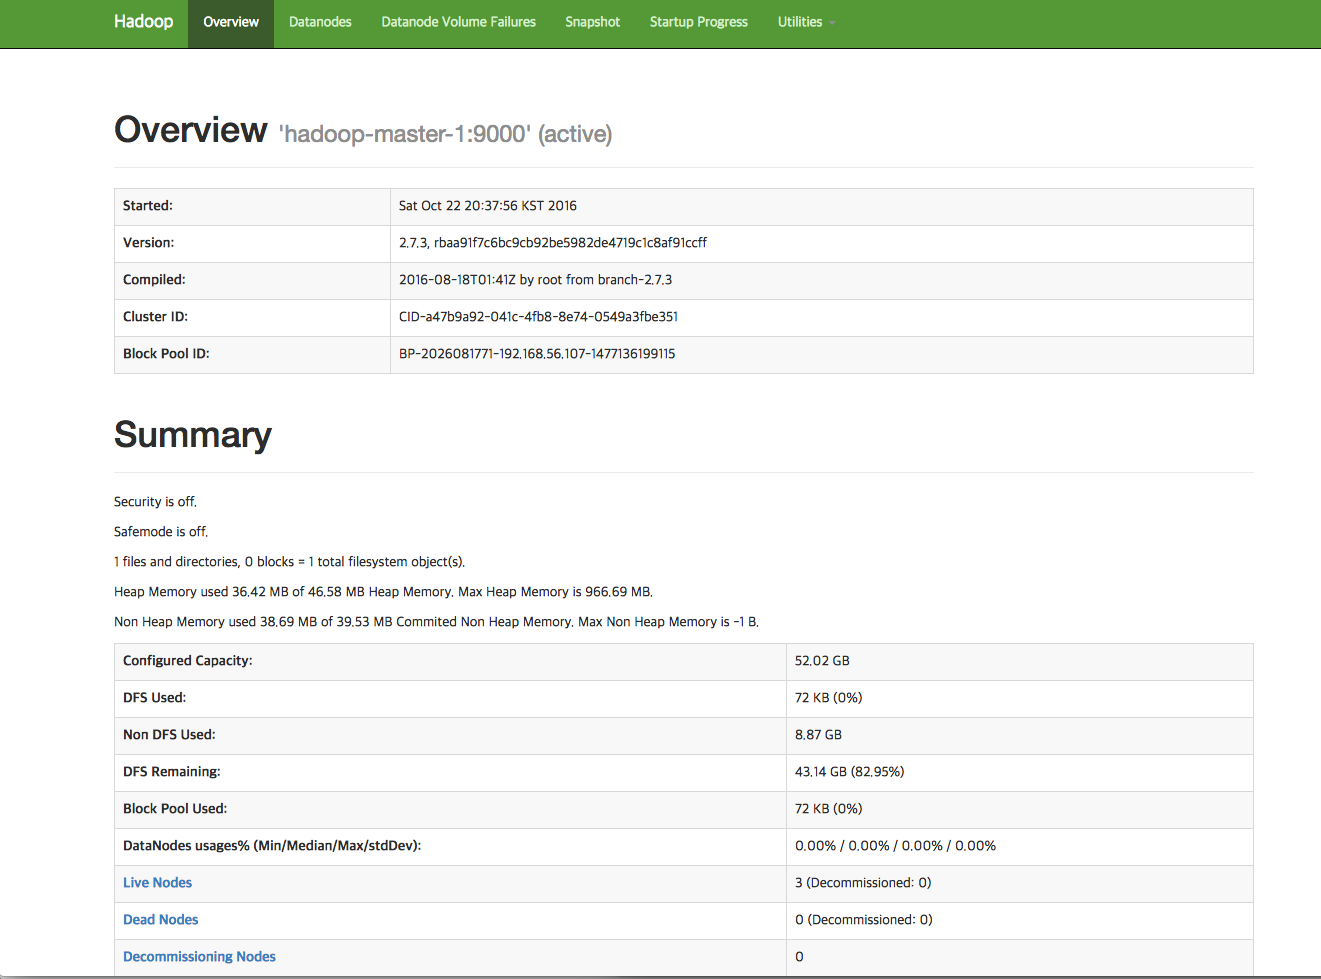 Hadoop Overview Datanodes Datanode Volume Failures Snapshot Startup Progress Utilities
Overview 'hadoop-master-1:9000' (active)
Started: Sat Oct 22 20:37:56 KST 2016
Version: 2.7.3, rbaa91f7c6bc9cb92be5982de4719c1c8af91ccff
Compiled: 2016-08-18T01:41Z by root from branch-2.7.3
Cluster ID: CID-a47b9a92-041c-4fb8-8e74-0549a3fbe351
Block Pool ID: BP-2026081771-192.168.56.107-1477136199115
Summary
Security is off.
Safemode is off.
1 files and directories, 0 blocks = 1 total filesystem object(s).
Heap Memory used 36.42 MB of 46.58 MB Heap Memory. Max Heap Memory is 966.69 MB.
Non Heap Memory used 38.69 MB of 39.53 MB Commited Non Heap Memory. Max Non Heap Memory is -1 B.
Configured Capacity: 52.02 GB
DFS Used: 72 KB (0%)
Non DFS Used: 8.87 GB
DFS Remaining: 43.14 GB (82.95%)
Block Pool Used: 72 KB (0%)
DataNodes usages% (Min/Median/Max/stdDev): 0.00% / 0.00% / 0.00% / 0.00%
Live Nodes 3 (Decommissioned: 0)
Dead Nodes 0 (Decommissioned: 0)
Decommissioning Nodes 0